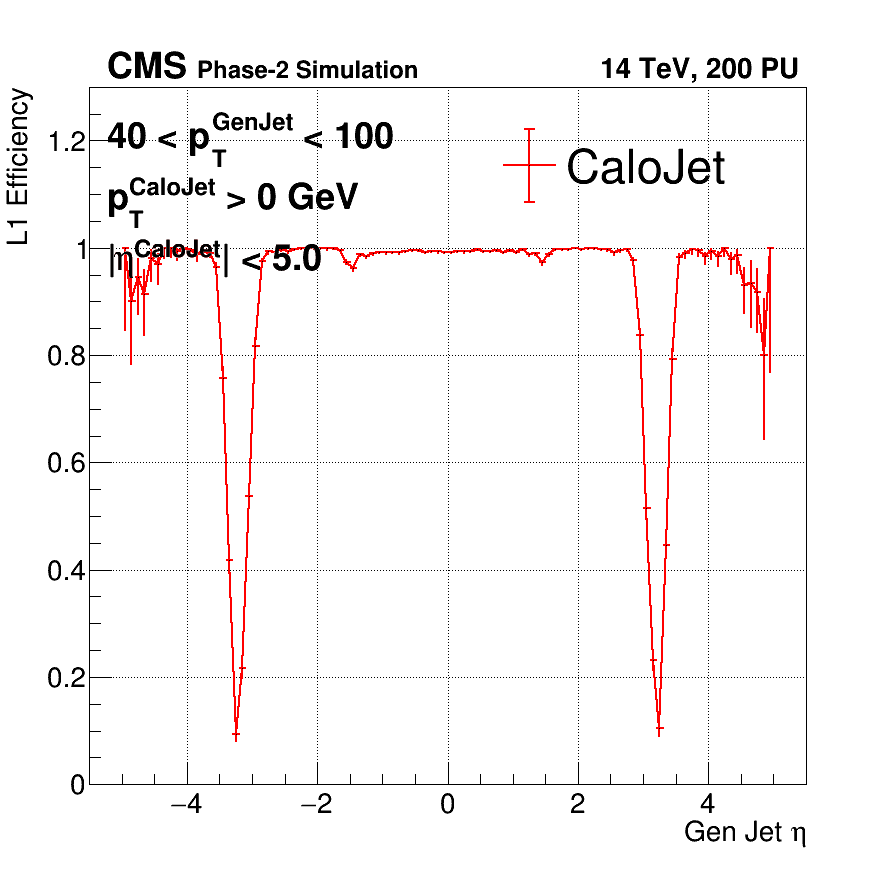 CMS Phase-2 Simulation 14 TeV, 200 PU
L1 Efficiency
40 < p_T^GenJet < 100
p_T^CaloJet > 0 GeV
|η^CaloJet| < 5.0
CaloJet
1.2
1
0.8
0.6
0.4
0.2
0
−4 −2 0 2 4
Gen Jet η